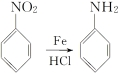 NO₂ NH₂
Fe
HCl